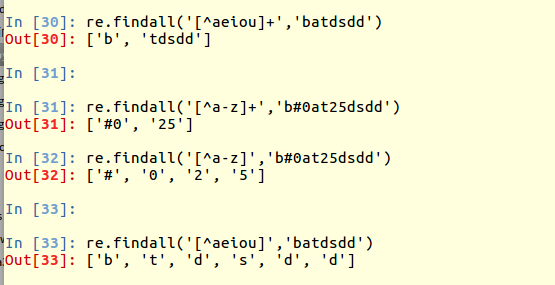 In [30]: re.findall('[^aeiou]+','batdsdd')
Out[30]: ['b', 'tdsdd']
In [31]:
In [31]: re.findall('[^a-z]+','b#0at25dsdd')
Out[31]: ['#0', '25']
In [32]: re.findall('[^a-z]','b#0at25dsdd')
Out[32]: ['#', '0', '2', '5']
In [33]:
In [33]: re.findall('[^aeiou]','batdsdd')
Out[33]: ['b', 't', 'd', 's', 'd', 'd']